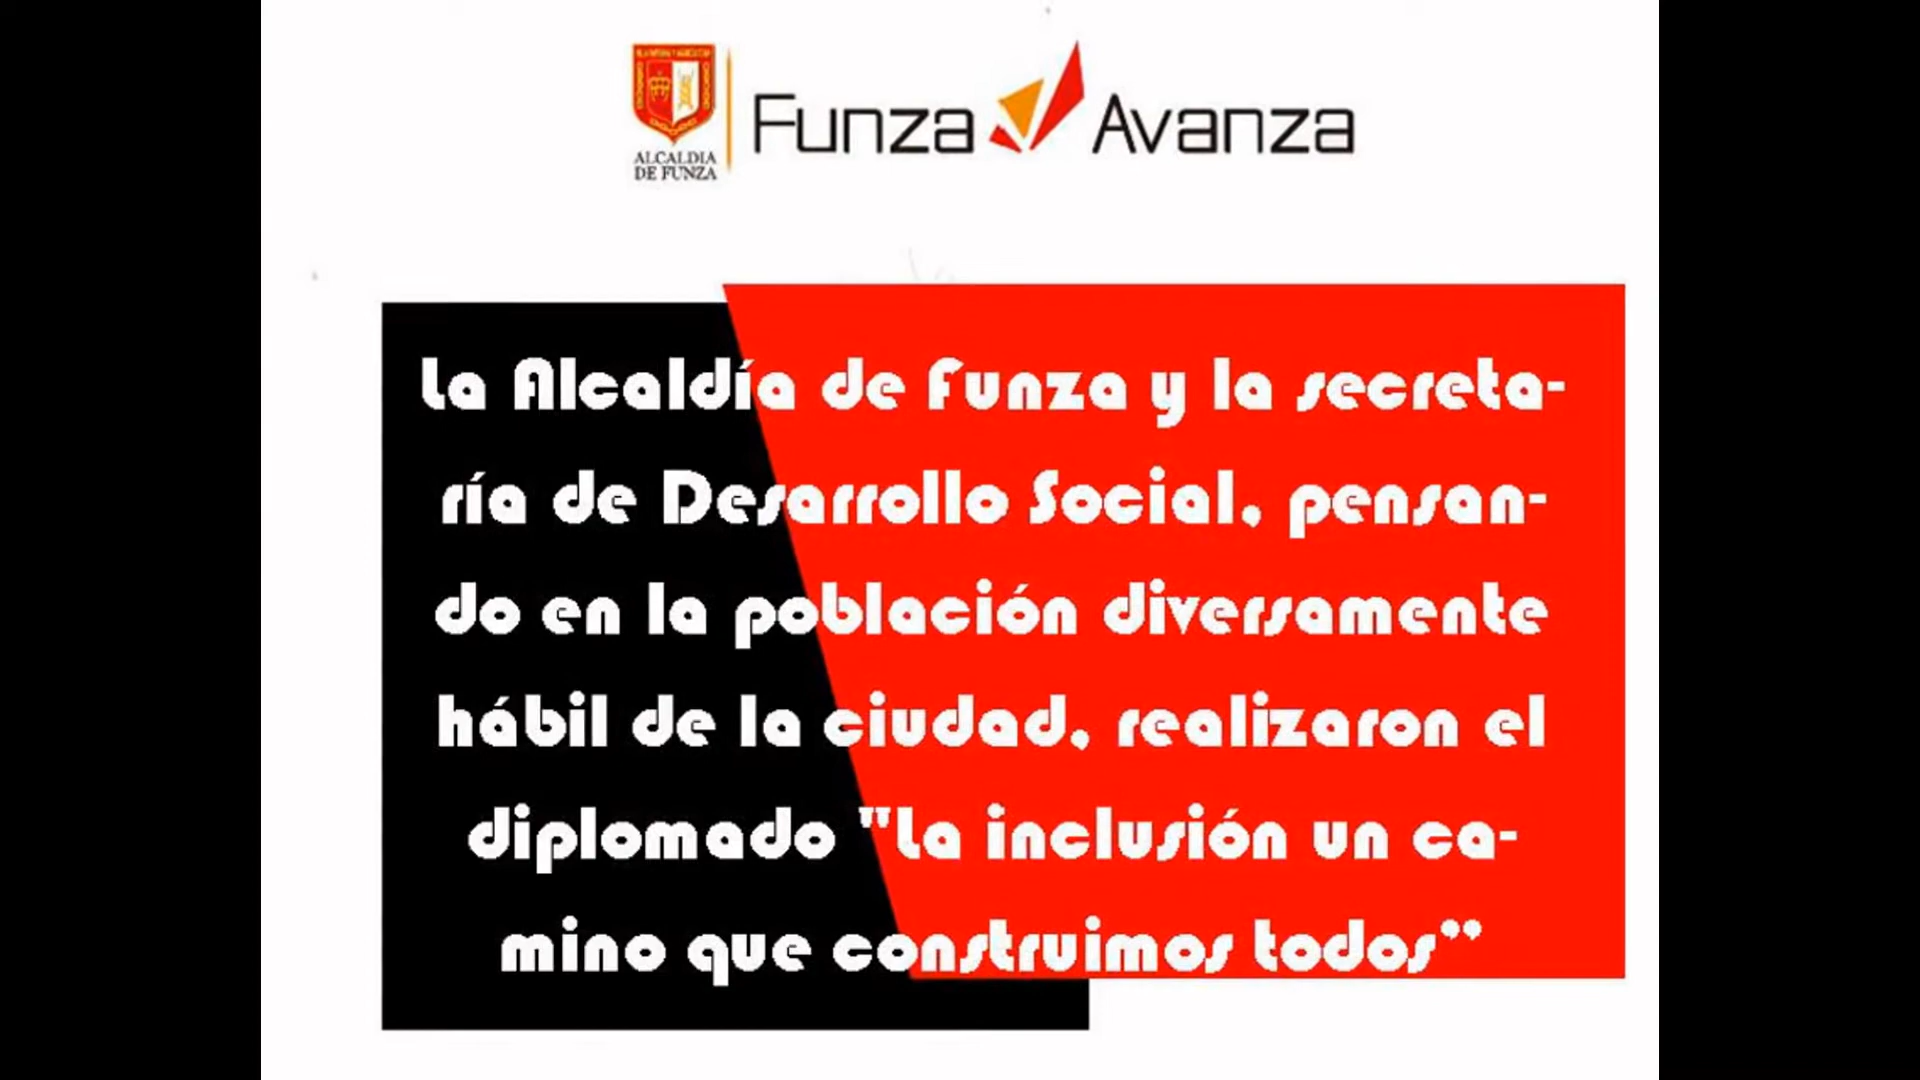 ALCALDIA
DE FUNZA
Funza Avanza
La Alcaldía de Funza y la secreta-
ría de Desarrollo Social, pensan-
do en la población diversamente
hábil de la ciudad, realizaron el
diplomado "La inclusión un ca-
mino que construimos todos”